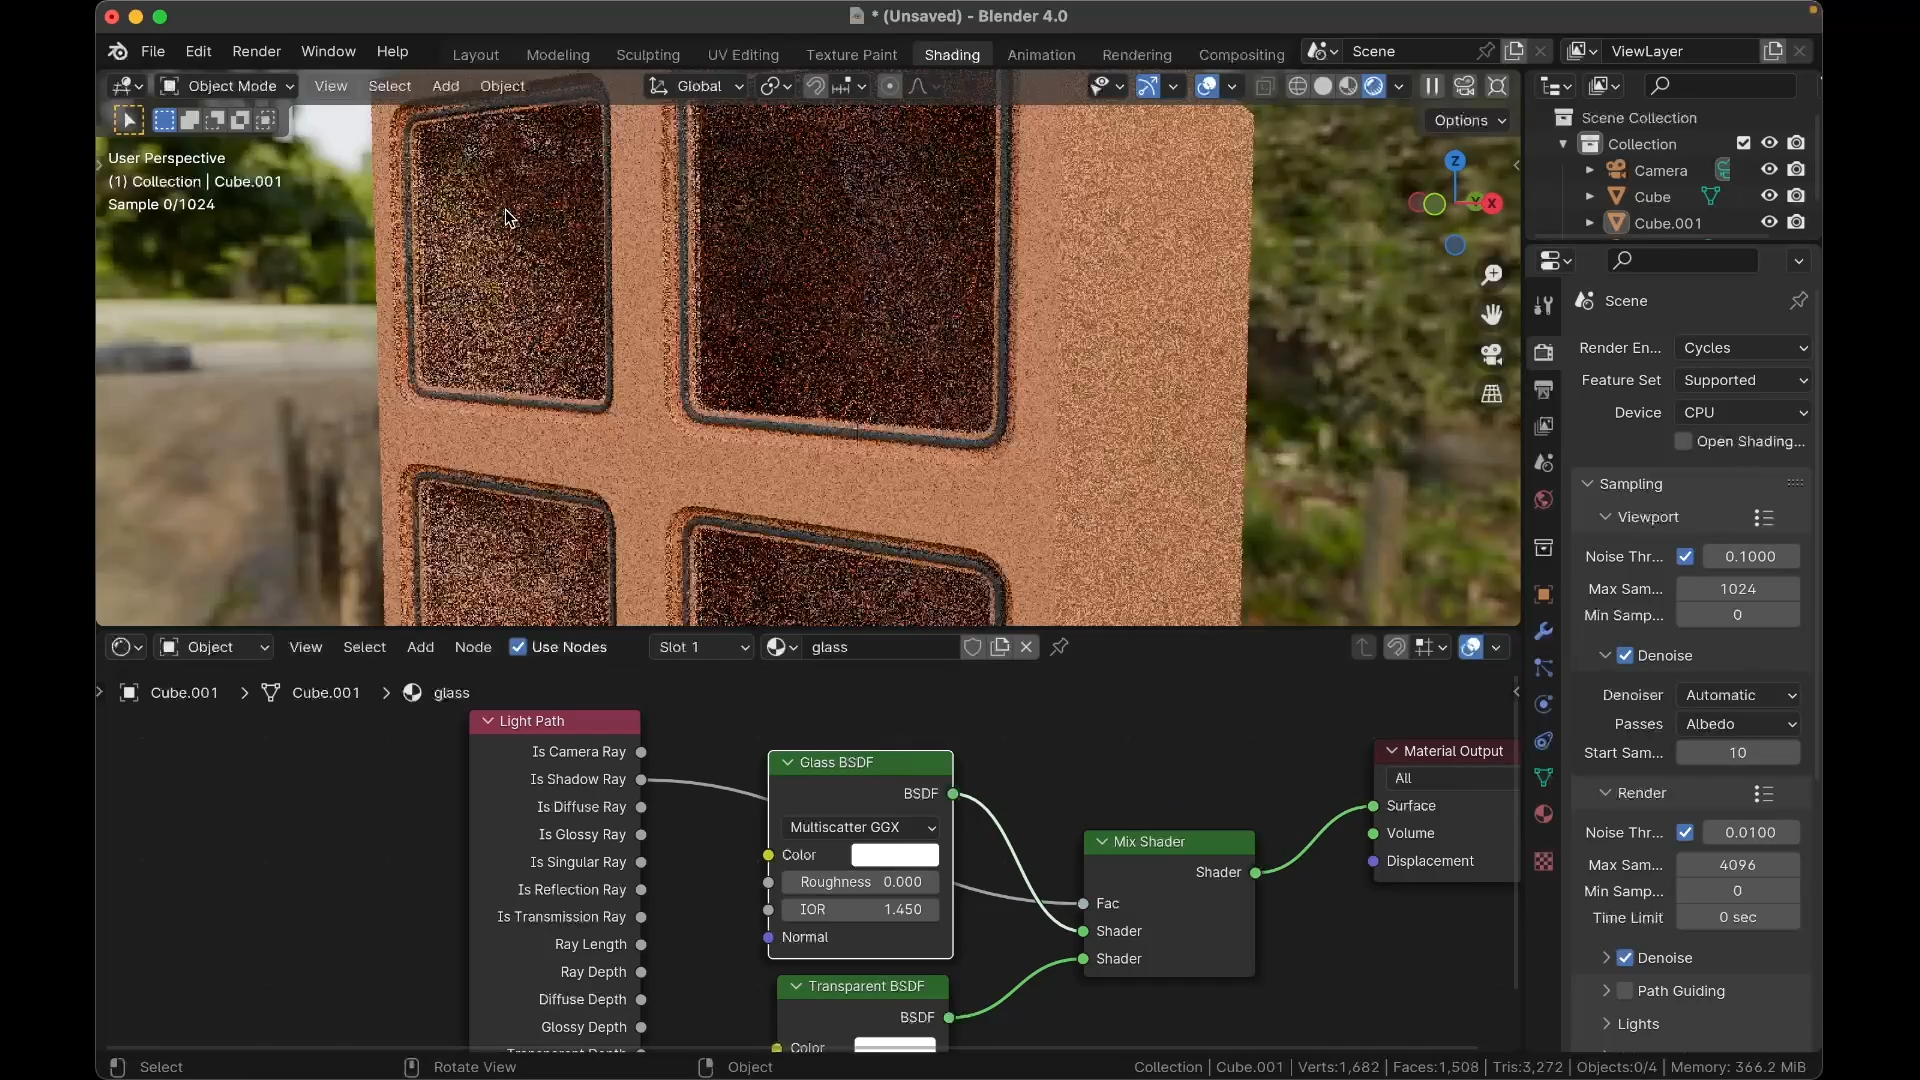 * (Unsaved) - Blender 4.0
File Edit Render Window Help
Layout Modeling Sculpting UV Editing Texture Paint Shading Animation Rendering Compositing
Scene
ViewLayer
Object Mode View Select Add Object
Global
Options
User Perspective
(1) Collection | Cube.001
Sample 0/1024
Z
X
Scene Collection
Collection
Camera
Cube
Cube.001
Scene
Render En... Cycles
Feature Set Supported
Device CPU
Open Shading...
Sampling
Viewport
Noise Thr... 0.1000
Max Sam... 1024
Min Samp... 0
Denoise
Denoiser Automatic
Passes Albedo
Start Sam... 10
Render
Noise Thr... 0.0100
Max Sam... 4096
Min Samp... 0
Time Limit 0 sec
Denoise
Path Guiding
Lights
Object View Select Add Node Use Nodes Slot 1 glass
Cube.001 > Cube.001 > glass
Light Path
Is Camera Ray
Is Shadow Ray
Is Diffuse Ray
Is Glossy Ray
Is Singular Ray
Is Reflection Ray
Is Transmission Ray
Ray Length
Ray Depth
Diffuse Depth
Glossy Depth
Transparent Depth
Glass BSDF
BSDF
Multiscatter GGX
Color
Roughness 0.000
IOR 1.450
Normal
Transparent BSDF
BSDF
Color
Mix Shader
Shader
Fac
Shader
Shader
Material Output
All
Surface
Volume
Displacement
Select Rotate View Object
Collection | Cube.001 | Verts:1,682 | Faces:1,508 | Tris:3,272 | Objects:0/4 | Memory: 366.2 MiB